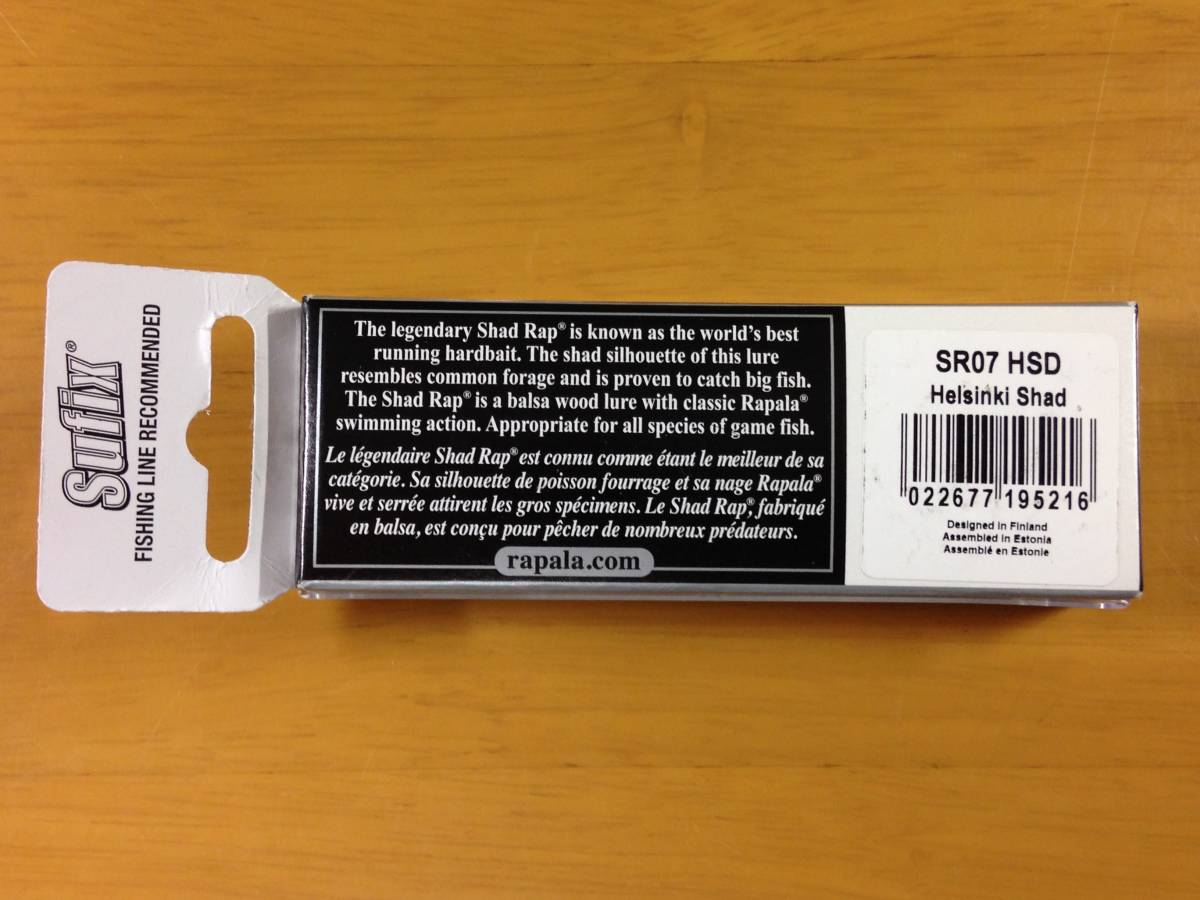 Sufix®
FISHING LINE RECOMMENDED
The legendary Shad Rap® is known as the world's best
running hardbait. The shad silhouette of this lure
resembles common forage and is proven to catch big fish.
The Shad Rap® is a balsa wood lure with classic Rapala®
swimming action. Appropriate for all species of game fish.
Le légendaire Shad Rap® est connu comme étant le meilleur de sa
catégorie. Sa silhouette de poisson fourrage et sa nage Rapala®
vive et serrée attirent les gros spécimens. Le Shad Rap®, fabriqué
en balsa, est conçu pour pêcher de nombreux prédateurs.
rapala.com
SR07 HSD
Helsinki Shad
022677 195216
Designed in Finland
Assembled in Estonia
Assemblé en Estonie